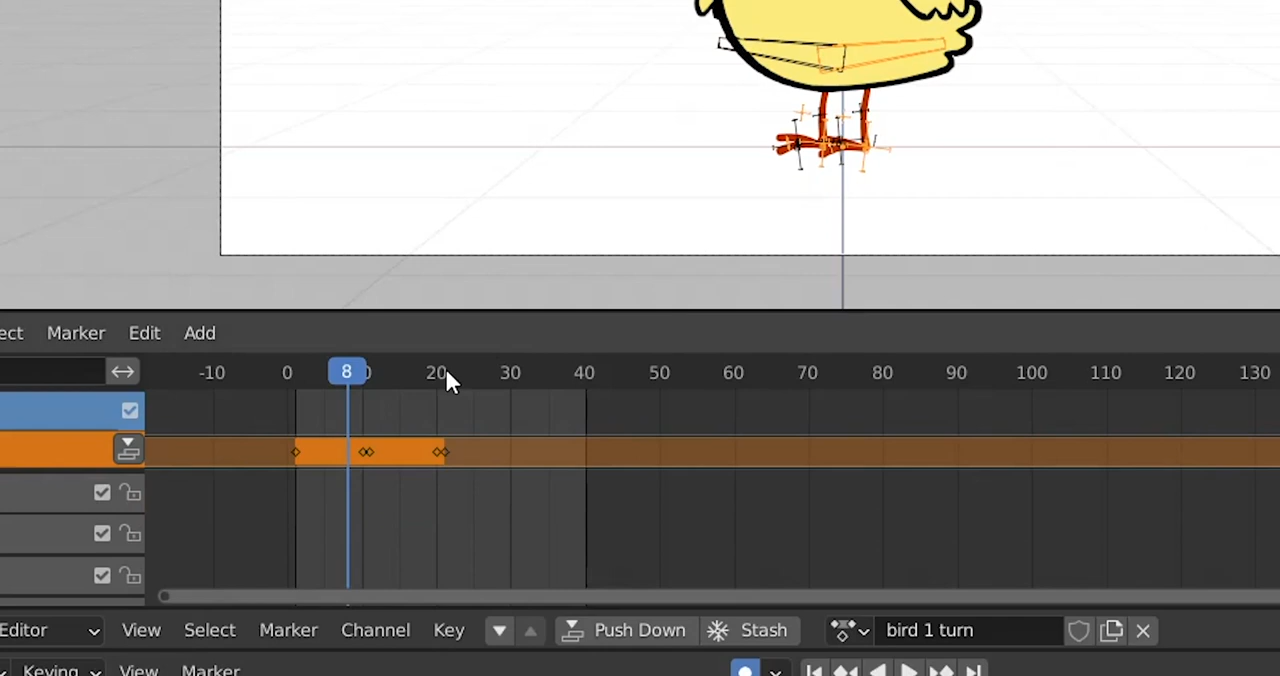 ect Marker Edit Add
-10 0 8 20 30 40 50 60 70 80 90 100 110 120 130
Editor View Select Marker Channel Key Push Down Stash bird 1 turn
Keying View Marker